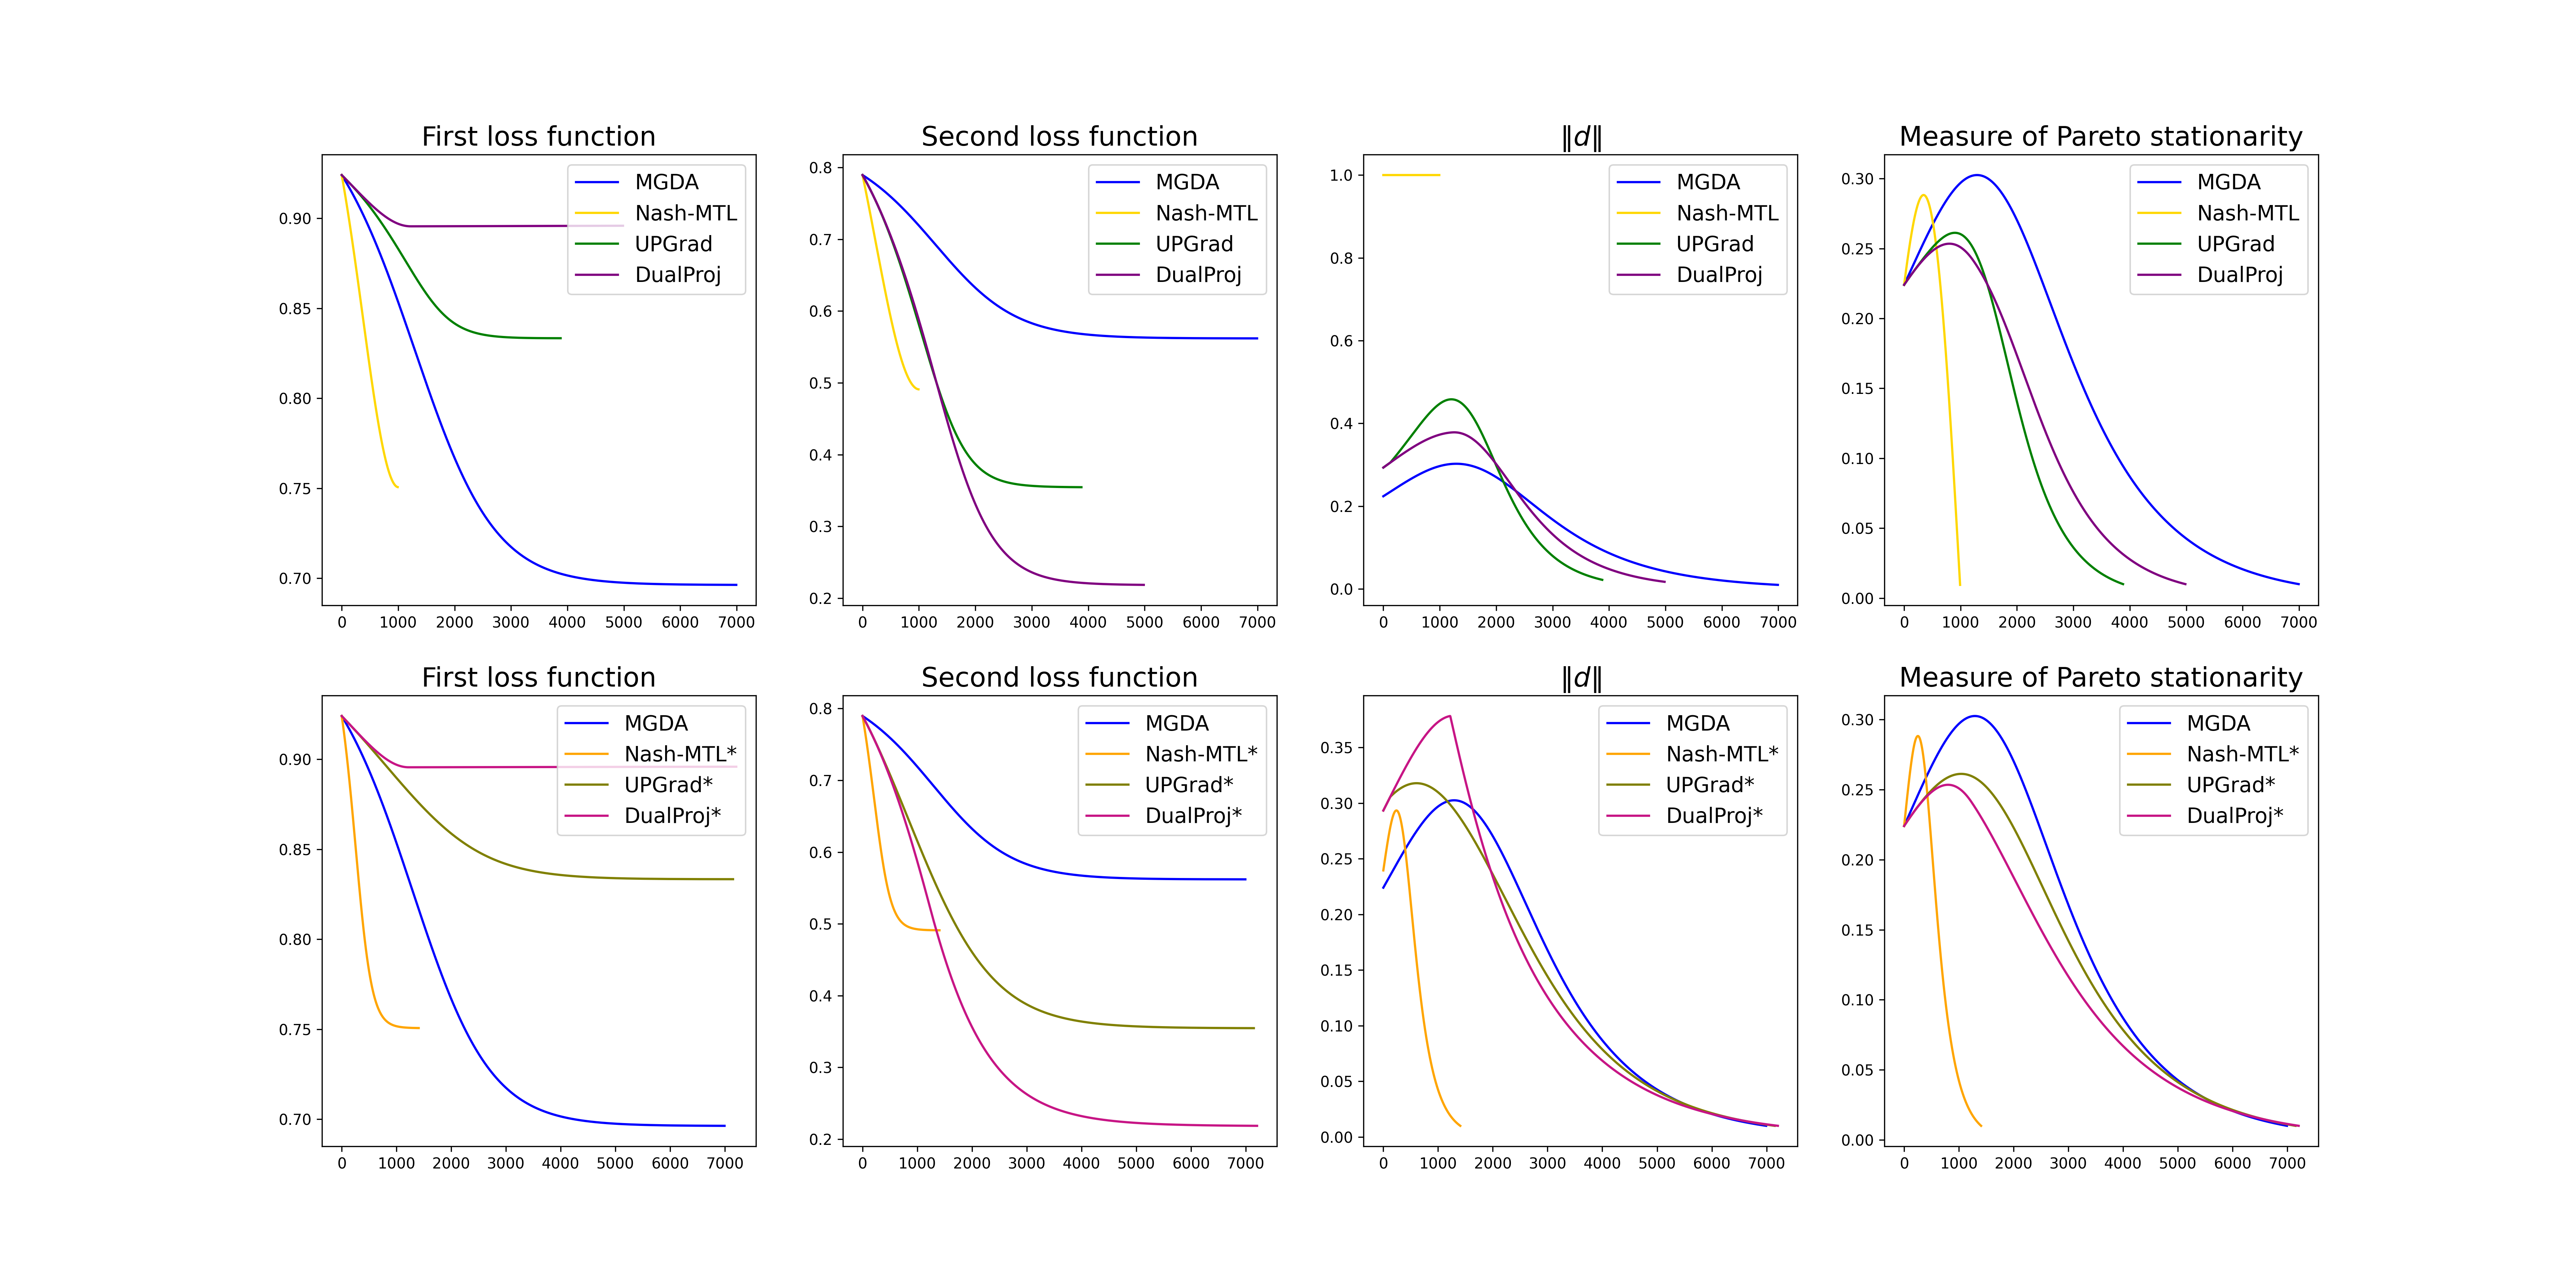 First loss function
MGDA
Nash-MTL
UPGrad
DualProj
0.90
0.85
0.80
0.75
0.70
0 1000 2000 3000 4000 5000 6000 7000
Second loss function
MGDA
Nash-MTL
UPGrad
DualProj
0.8
0.7
0.6
0.5
0.4
0.3
0.2
0 1000 2000 3000 4000 5000 6000 7000
‖d‖
MGDA
Nash-MTL
UPGrad
DualProj
1.0
0.8
0.6
0.4
0.2
0.0
0 1000 2000 3000 4000 5000 6000 7000
Measure of Pareto stationarity
MGDA
Nash-MTL
UPGrad
DualProj
0.30
0.25
0.20
0.15
0.10
0.05
0.00
0 1000 2000 3000 4000 5000 6000 7000
First loss function
MGDA
Nash-MTL*
UPGrad*
DualProj*
0.90
0.85
0.80
0.75
0.70
0 1000 2000 3000 4000 5000 6000 7000
Second loss function
MGDA
Nash-MTL*
UPGrad*
DualProj*
0.8
0.7
0.6
0.5
0.4
0.3
0.2
0 1000 2000 3000 4000 5000 6000 7000
‖d‖
MGDA
Nash-MTL*
UPGrad*
DualProj*
0.35
0.30
0.25
0.20
0.15
0.10
0.05
0.00
0 1000 2000 3000 4000 5000 6000 7000
Measure of Pareto stationarity
MGDA
Nash-MTL*
UPGrad*
DualProj*
0.30
0.25
0.20
0.15
0.10
0.05
0.00
0 1000 2000 3000 4000 5000 6000 7000